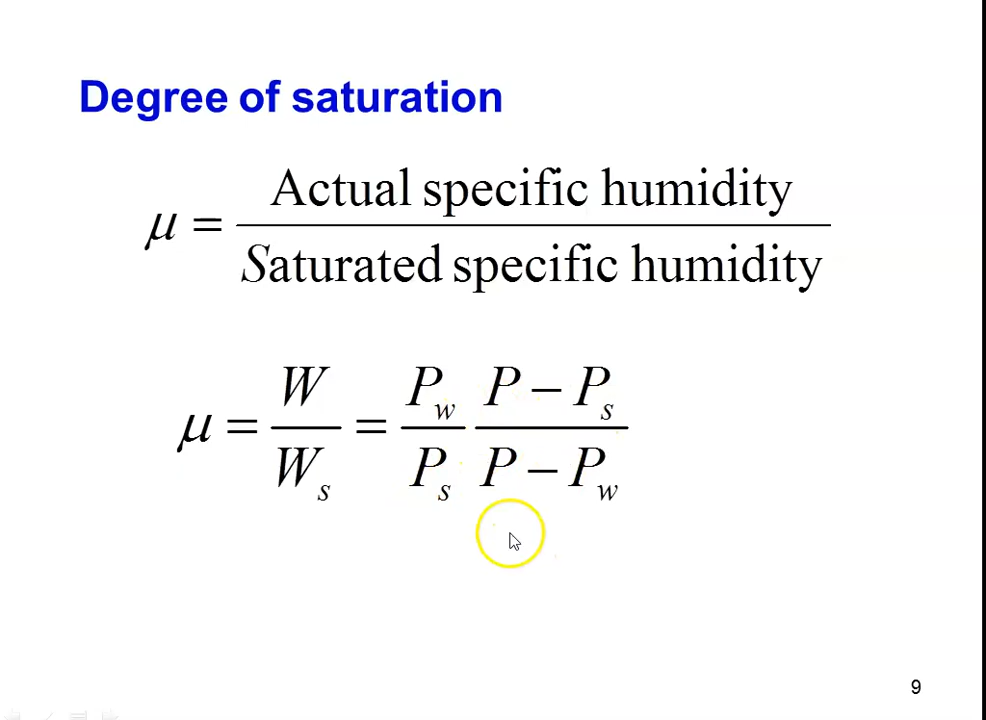 Degree of saturation
μ = Actual specific humidity / Saturated specific humidity
μ = W / W_s = P_w / P_s P − P_s / P − P_w
9